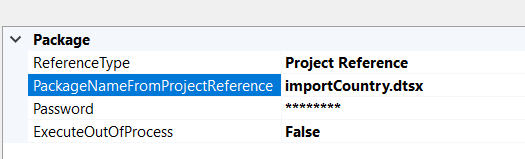 Package
ReferenceType Project Reference
PackageNameFromProjectReference importCountry.dtsx
Password ********
ExecuteOutOfProcess False